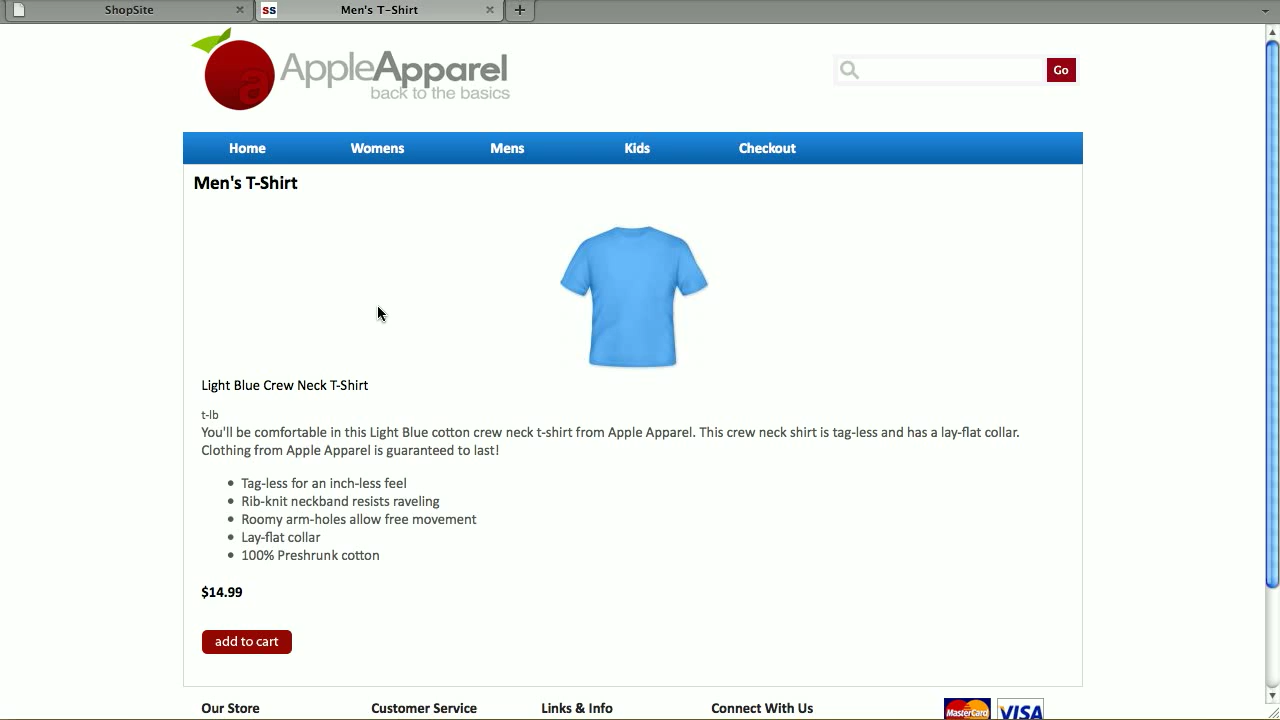 ShopSite
Men's T-Shirt
AppleApparel
back to the basics
Go
Home Womens Mens Kids Checkout
Men's T-Shirt
Light Blue Crew Neck T-Shirt
t-lb
You'll be comfortable in this Light Blue cotton crew neck t-shirt from Apple Apparel. This crew neck shirt is tag-less and has a lay-flat collar.
Clothing from Apple Apparel is guaranteed to last!
Tag-less for an inch-less feel
Rib-knit neckband resists raveling
Roomy arm-holes allow free movement
Lay-flat collar
100% Preshrunk cotton
$14.99
add to cart
Our Store Customer Service Links & Info Connect With Us MasterCard VISA